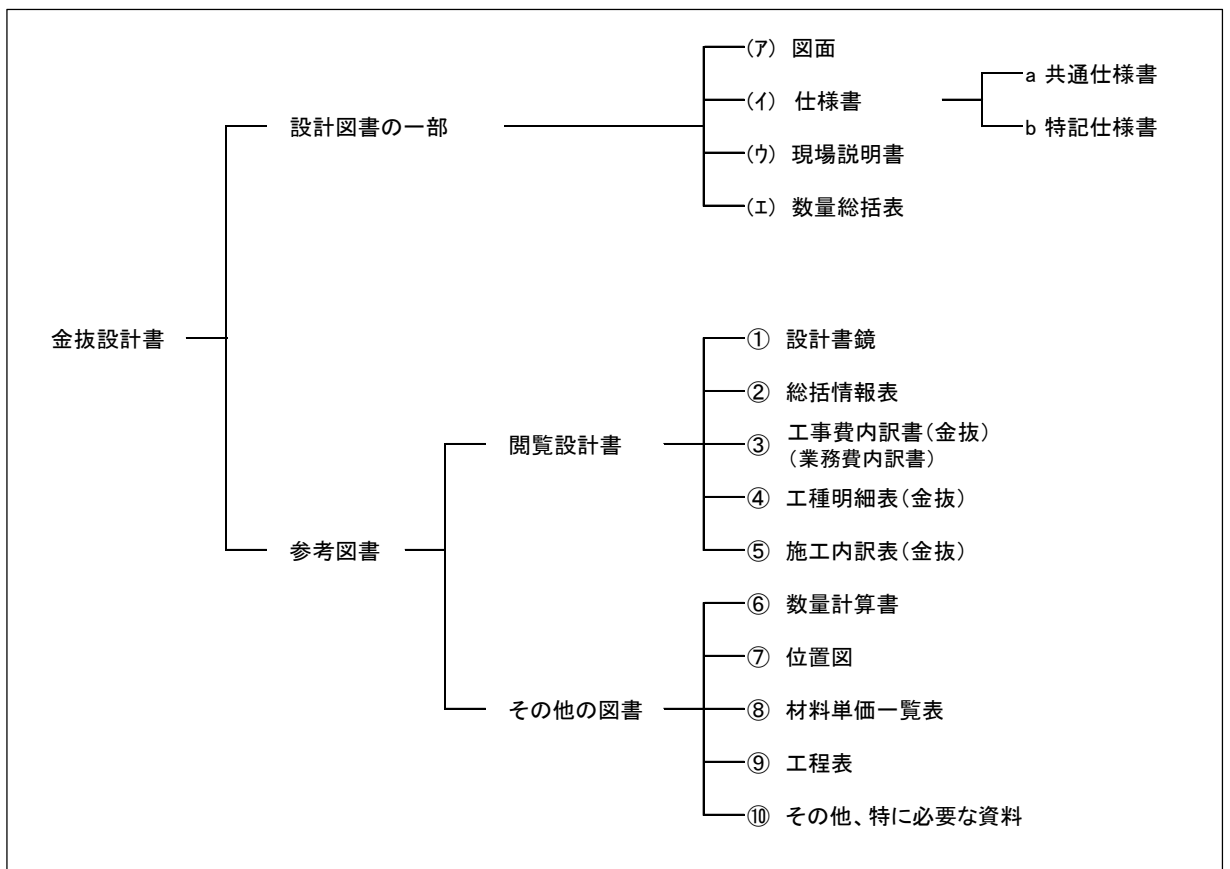 金抜設計書
設計図書の一部
(ア) 図面
(イ) 仕様書
a 共通仕様書
b 特記仕様書
(ウ) 現場説明書
(エ) 数量総括表
参考図書
閲覧設計書
① 設計書鏡
② 総括情報表
③ 工事費内訳書(金抜)
(業務費内訳書)
④ 工種明細表(金抜)
⑤ 施工内訳表(金抜)
その他の図書
⑥ 数量計算書
⑦ 位置図
⑧ 材料単価一覧表
⑨ 工程表
⑩ その他、特に必要な資料